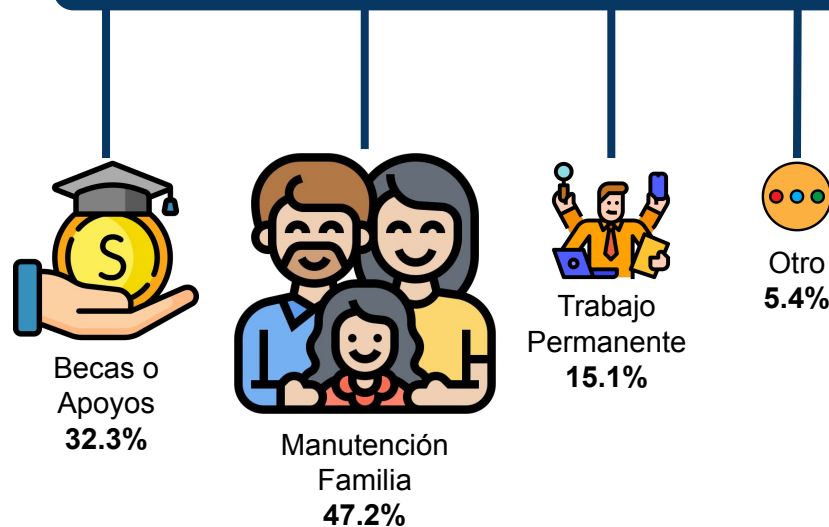 S
Becas o
Apoyos
32.3%
Manutención
Familia
47.2%
Trabajo
Permanente
15.1%
Otro
5.4%